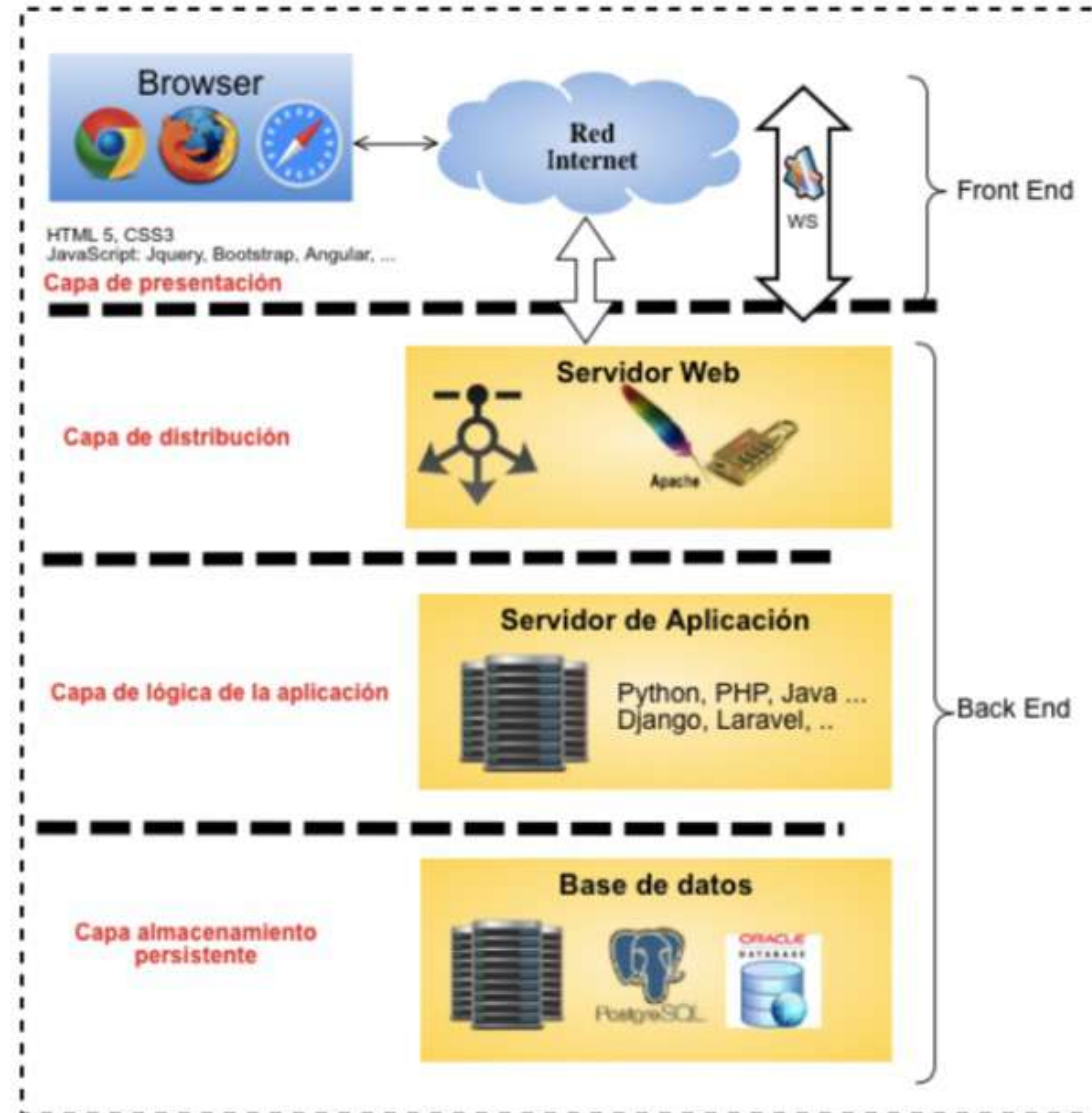 Browser
Red
Internet
WS
Front End
HTML 5, CSS3
JavaScript: Jquery, Bootstrap, Angular, ...
Capa de presentación
Servidor Web
Capa de distribución
Apache
Servidor de Aplicación
Capa de lógica de la aplicación
Python, PHP, Java ...
Django, Laravel, ..
Back End
Base de datos
Capa almacenamiento
persistente
PostgreSQL
ORACLE
DATABASE